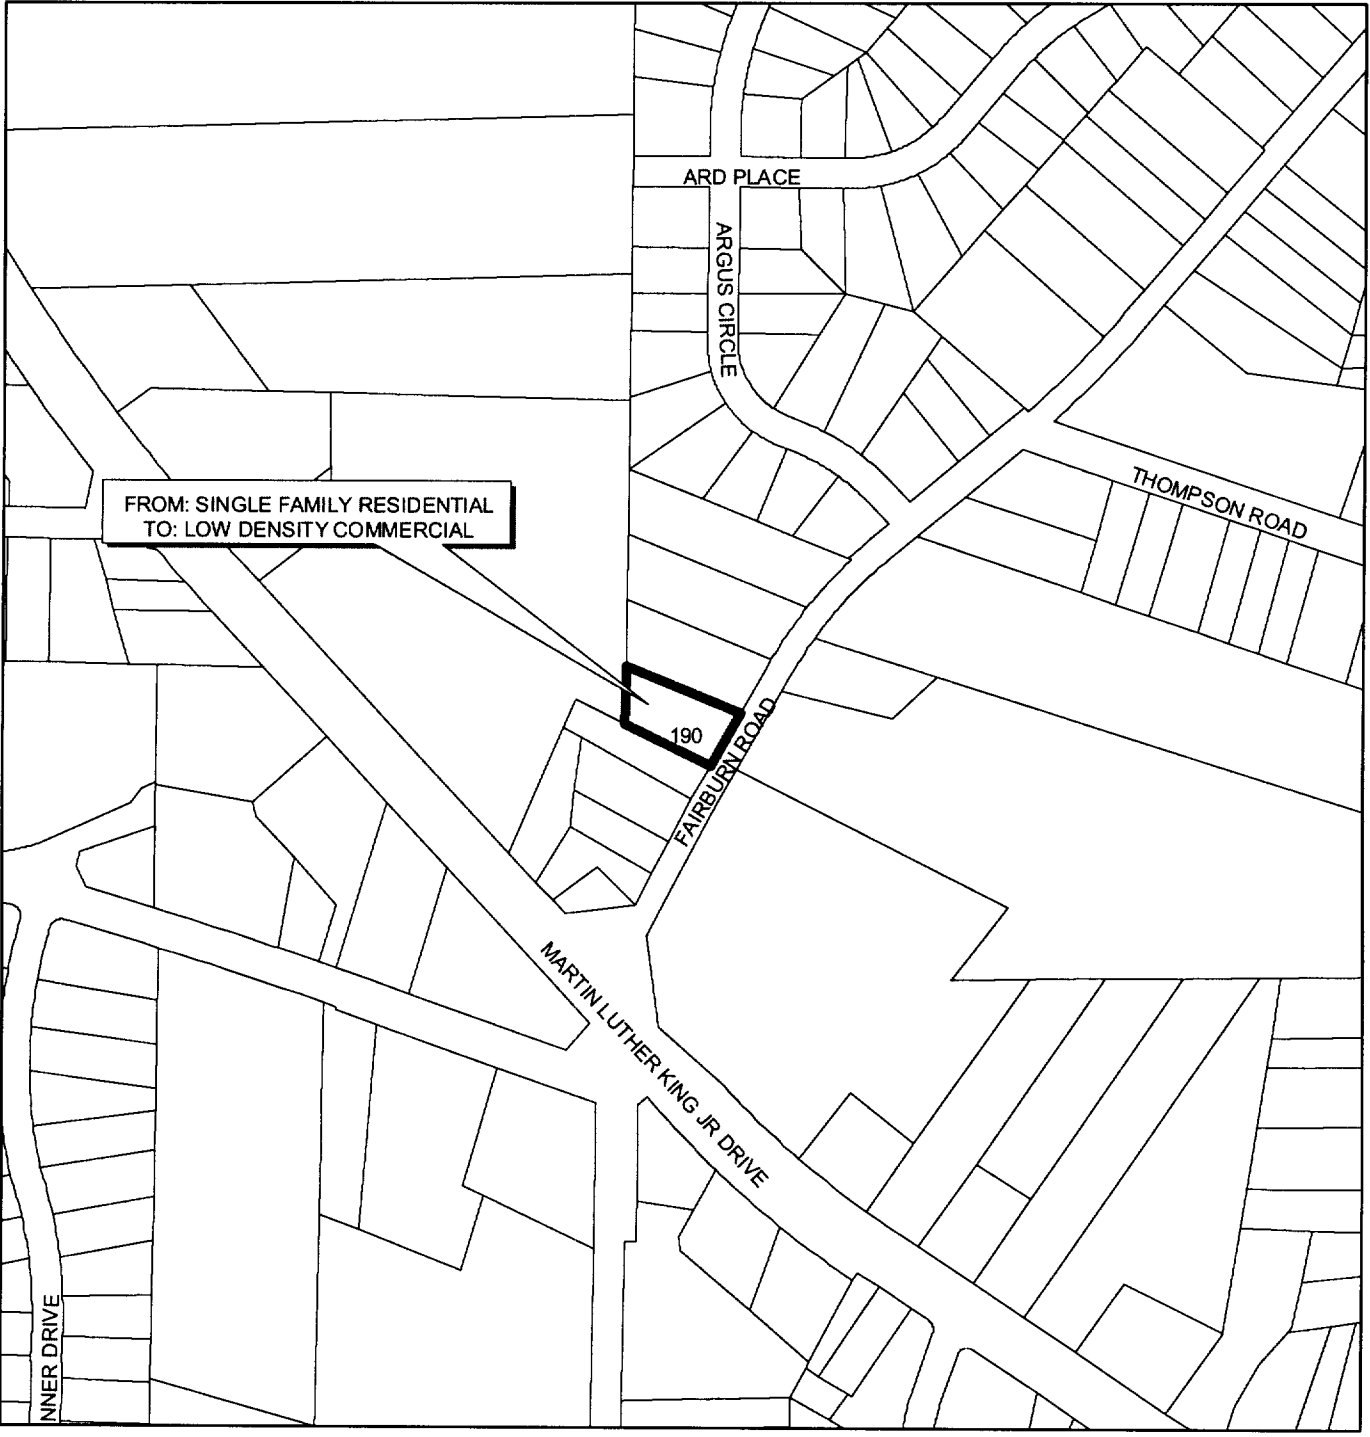 ARD PLACE
ARGUS CIRCLE
THOMPSON ROAD
FROM: SINGLE FAMILY RESIDENTIAL
TO: LOW DENSITY COMMERCIAL
190
FAIRBURN ROAD
MARTIN LUTHER KING JR DRIVE
NNER DRIVE